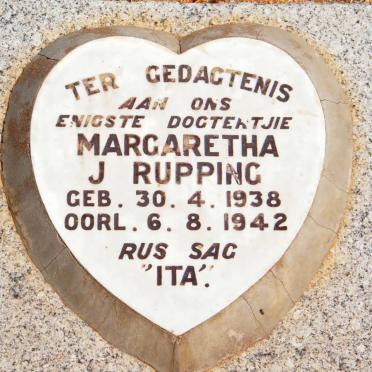 TER GEDAGTENIS
AAN ONS
ENIGSTE DOGTERTJIE
MARGARETHA
J RUPPING
GEB. 30. 4. 1938
OORL. 6. 8. 1942
RUS SAG
"ITA".